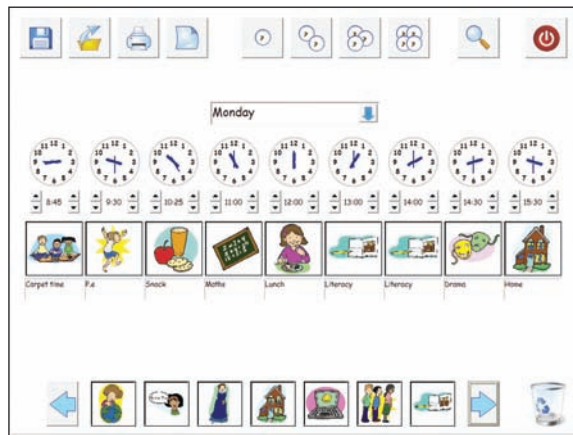 Monday
8:45 9:30 10:25 11:00 12:00 13:00 14:00 14:30 15:30
Carpet time P.e Snack Maths Lunch Literacy Literacy Drama Home